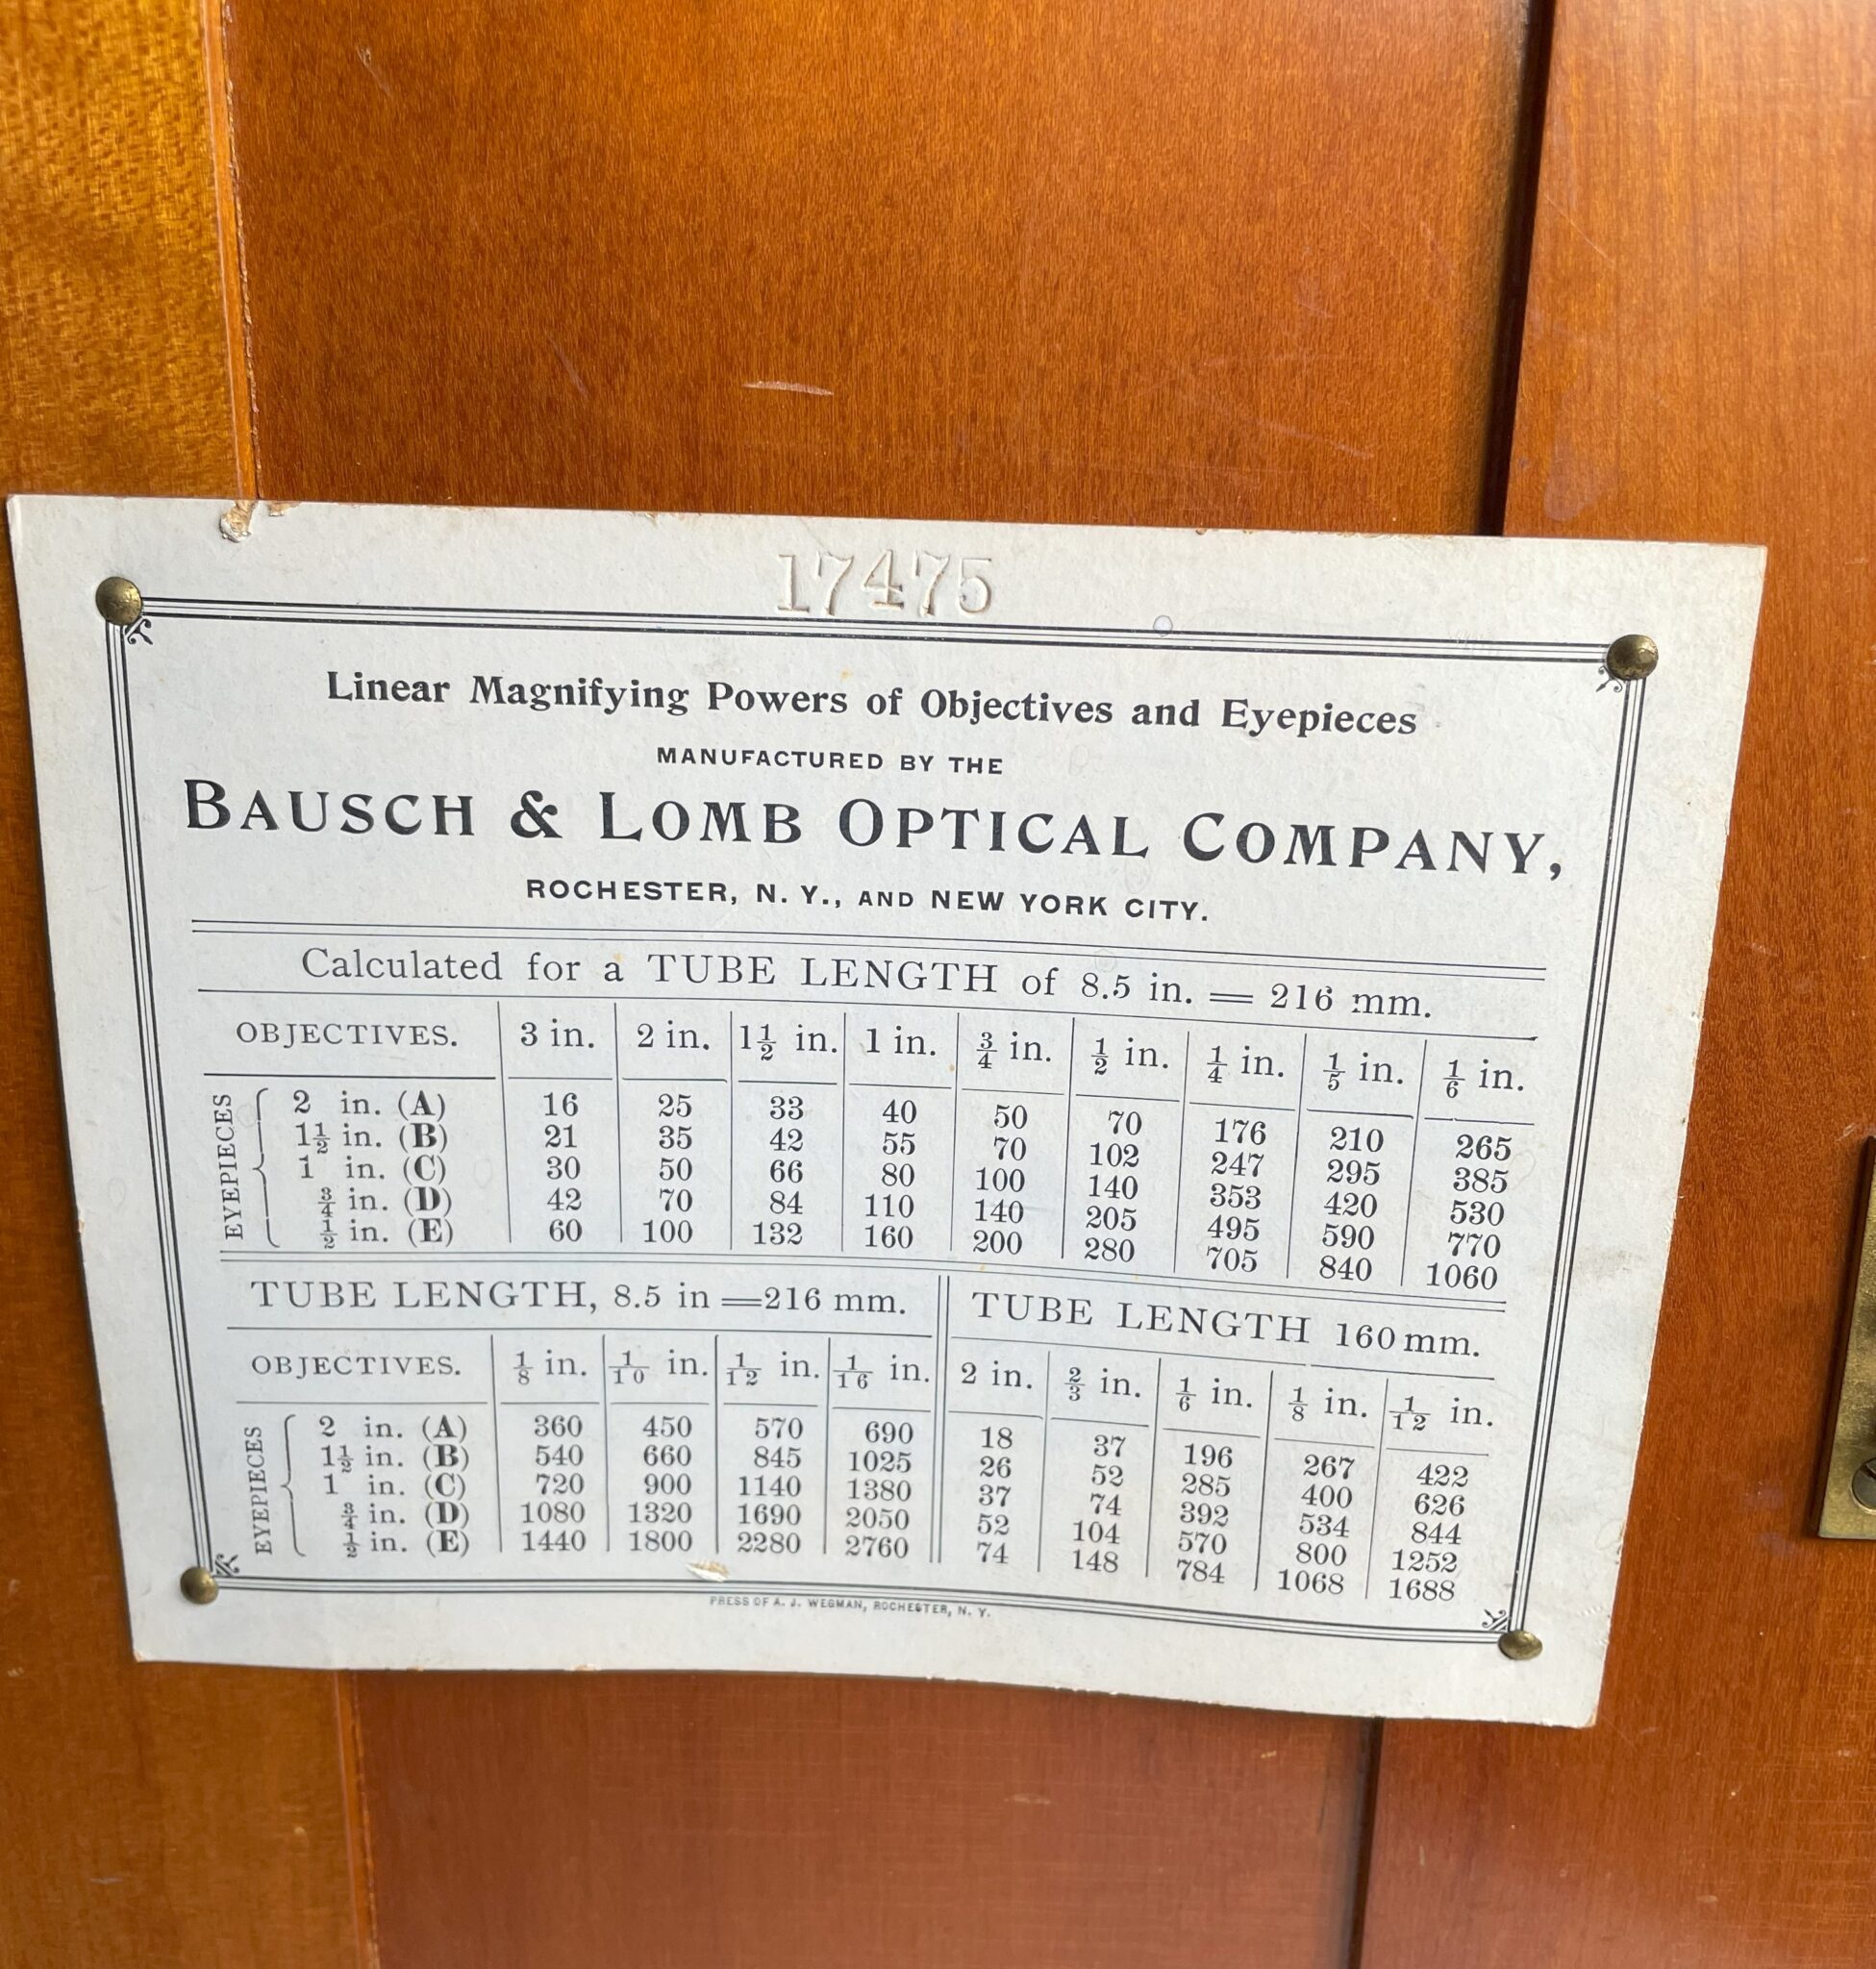 17475
Linear Magnifying Powers of Objectives and Eyepieces
MANUFACTURED BY THE
BAUSCH & LOMB OPTICAL COMPANY,
ROCHESTER, N. Y., AND NEW YORK CITY.
Calculated for a TUBE LENGTH of 8.5 in. = 216 mm.
OBJECTIVES. 3 in. 2 in. 1½ in. 1 in. ¾ in. ½ in. ¼ in. ⅕ in. ⅙ in.
EYEPIECES
2 in. (A) 16 25 33 40 50 70 176 210 265
1½ in. (B) 21 35 42 55 70 102 247 295 385
1 in. (C) 30 50 66 80 100 140 353 420 530
¾ in. (D) 42 70 84 110 140 205 495 590 770
½ in. (E) 60 100 132 160 200 280 705 840 1060
TUBE LENGTH, 8.5 in = 216 mm. TUBE LENGTH 160 mm.
OBJECTIVES. ⅛ in. 1/10 in. 1/12 in. 1/16 in. 2 in. ⅔ in. ⅙ in. ⅛ in. 1/12 in.
EYEPIECES
2 in. (A) 360 450 570 690 18 37 196 267 422
1½ in. (B) 540 660 845 1025 26 52 285 400 626
1 in. (C) 720 900 1140 1380 37 74 392 534 844
¾ in. (D) 1080 1320 1690 2050 52 104 570 800 1252
½ in. (E) 1440 1800 2280 2760 74 148 784 1068 1688
PRESS OF A. J. WEGMAN, ROCHESTER, N. Y.